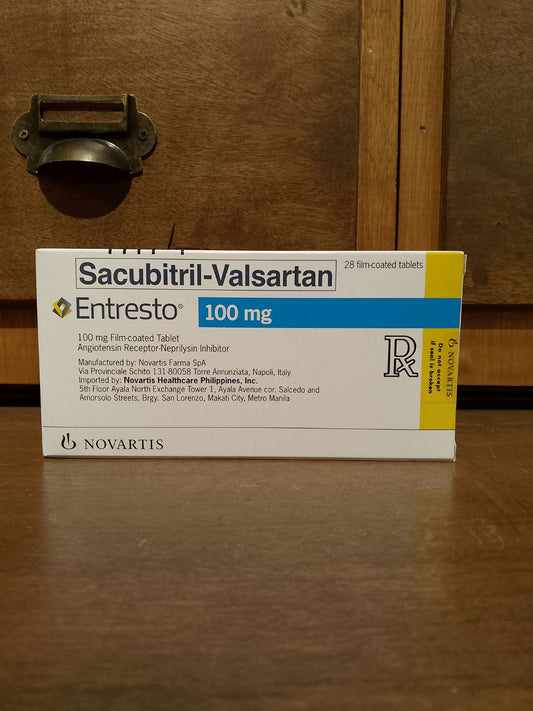 Sacubitril-Valsartan
28 film-coated tablets
Entresto®
100 mg
100 mg Film-coated Tablet
Angiotensin Receptor-Neprilysin Inhibitor
Manufactured by: Novartis Farma SpA
Via Provinciale Schito 131-80058 Torre Annunziata, Napoli, Italy
Imported by: Novartis Healthcare Philippines, Inc.
5th Floor Ayala North Exchange Tower 1, Ayala Avenue cor. Salcedo and
Amorsolo Streets, Brgy. San Lorenzo, Makati City, Metro Manila
Rx
Do not accept
if seal is broken
NOVARTIS
NOVARTIS